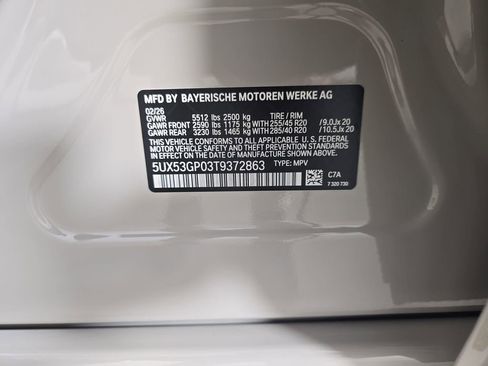 MFD BY BAYERISCHE MOTOREN WERKE AG
02/26
GVWR 5512 lbs 2500 kg TIRE / RIM
GAWR FRONT 2590 lbs 1175 kg WITH 255/45 R20 /9.0Jx 20
GAWR REAR 3230 lbs 1465 kg WITH 285/40 R20 /10.5Jx 20
THIS VEHICLE CONFORMS TO ALL APPLICABLE U.S. FEDERAL
MOTOR VEHICLE SAFETY, BUMPER, AND THEFT PREVENTION
STANDARDS IN EFFECT ON THE DATE OF MANUFACTURE SHOWN ABOVE.
5UX53GP03T9372863 TYPE: MPV
C7A
7 320 730